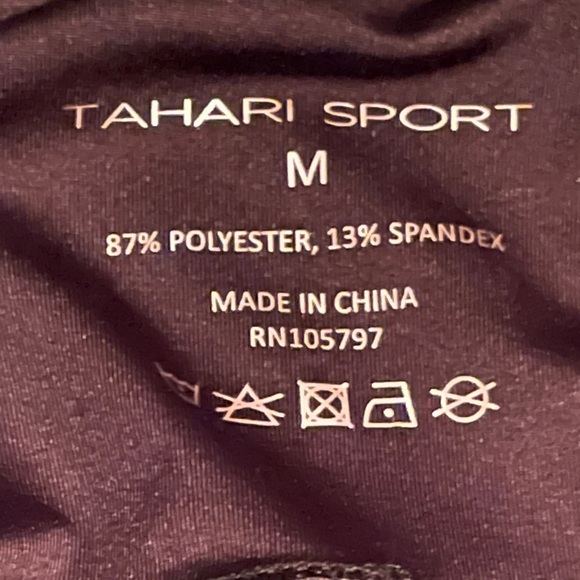 TAHARI SPORT
M
87% POLYESTER, 13% SPANDEX
MADE IN CHINA
RN105797